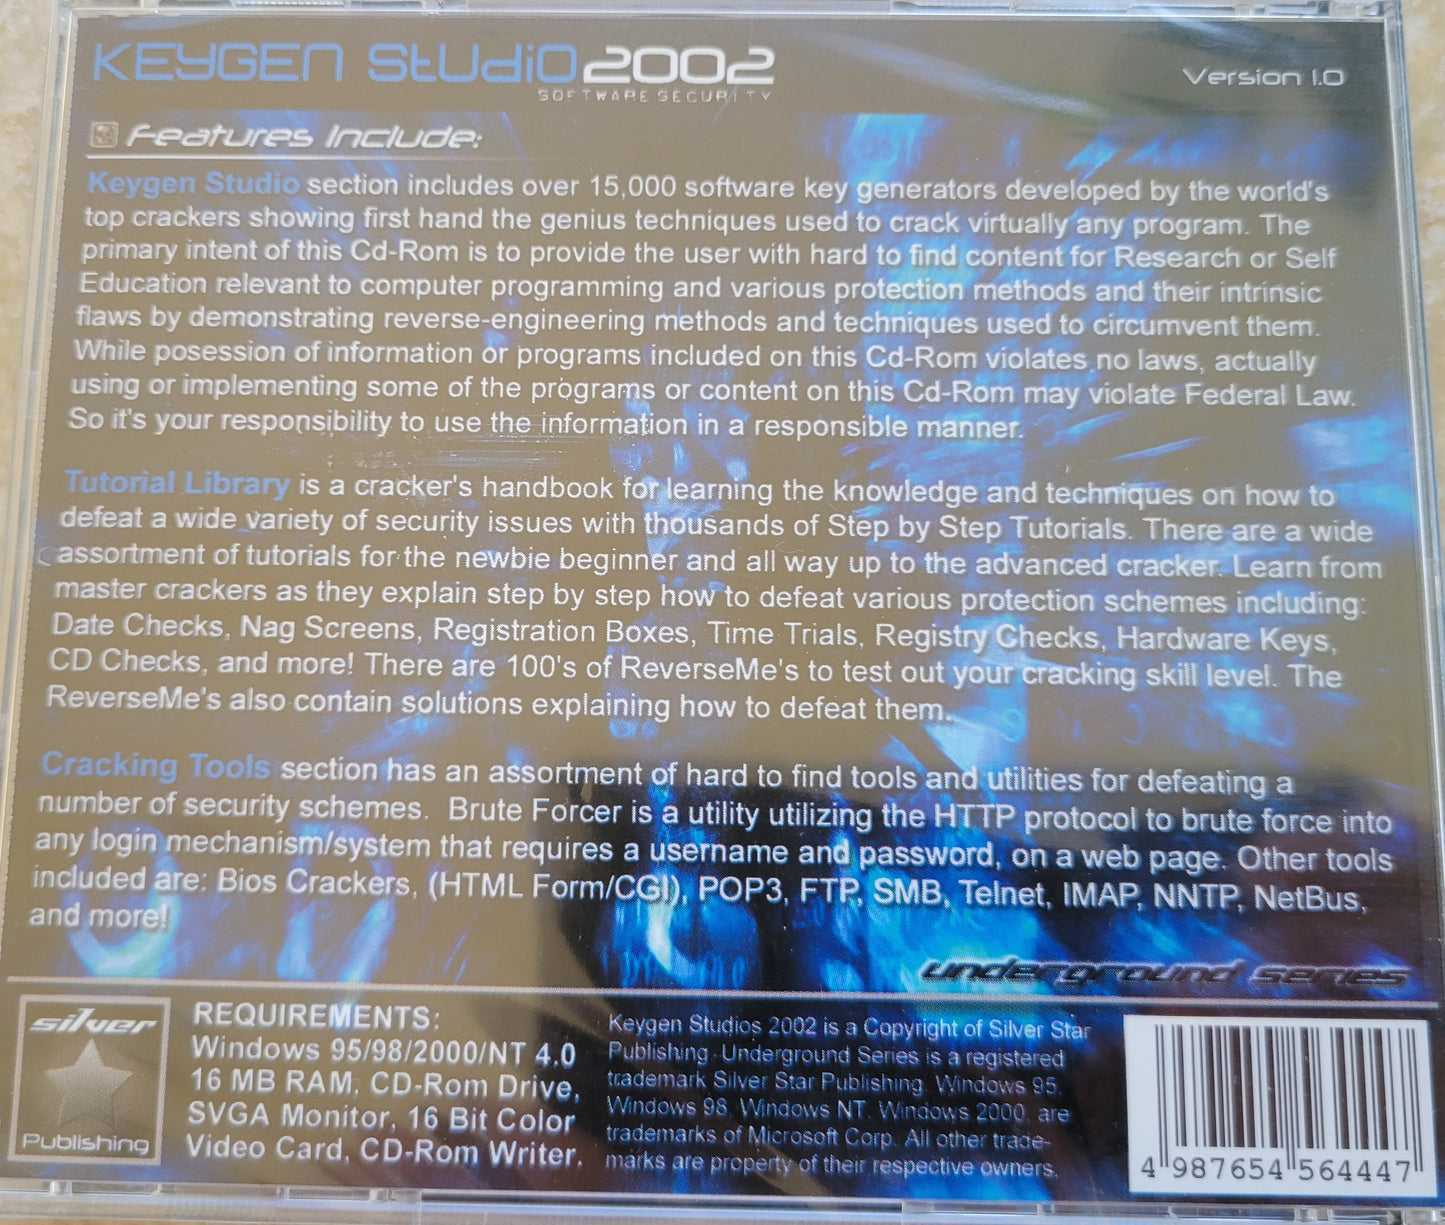 KEYGEN StUdiO 2002
SOFTWARE SECURITY
Version 1.0
Features Include:
Keygen Studio section includes over 15,000 software key generators developed by the world's
top crackers showing first hand the genius techniques used to crack virtually any program. The
primary intent of this Cd-Rom is to provide the user with hard to find content for Research or Self
Education relevant to computer programming and various protection methods and their intrinsic
flaws by demonstrating reverse-engineering methods and techniques used to circumvent them.
While posession of information or programs included on this Cd-Rom violates no laws, actually
using or implementing some of the programs or content on this Cd-Rom may violate Federal Law.
So it's your responsibility to use the information in a responsible manner.
Tutorial Library is a cracker's handbook for learning the knowledge and techniques on how to
defeat a wide variety of security issues with thousands of Step by Step Tutorials. There are a wide
assortment of tutorials for the newbie beginner and all way up to the advanced cracker. Learn from
master crackers as they explain step by step how to defeat various protection schemes including:
Date Checks, Nag Screens, Registration Boxes, Time Trials, Registry Checks, Hardware Keys,
CD Checks, and more! There are 100's of ReverseMe's to test out your cracking skill level. The
ReverseMe's also contain solutions explaining how to defeat them.
Cracking Tools section has an assortment of hard to find tools and utilities for defeating a
number of security schemes. Brute Forcer is a utility utilizing the HTTP protocol to brute force into
any login mechanism/system that requires a username and password, on a web page. Other tools
included are: Bios Crackers, (HTML Form/CGI), POP3, FTP, SMB, Telnet, IMAP, NNTP, NetBus,
and more!
underground series
silver
Publishing
REQUIREMENTS:
Windows 95/98/2000/NT 4.0
16 MB RAM, CD-Rom Drive,
SVGA Monitor, 16 Bit Color
Video Card, CD-Rom Writer.
Keygen Studios 2002 is a Copyright of Silver Star
Publishing. Underground Series is a registered
trademark Silver Star Publishing. Windows 95,
Windows 98, Windows NT, Windows 2000, are
trademarks of Microsoft Corp. All other trade-
marks are property of their respective owners.
4 987654 564447